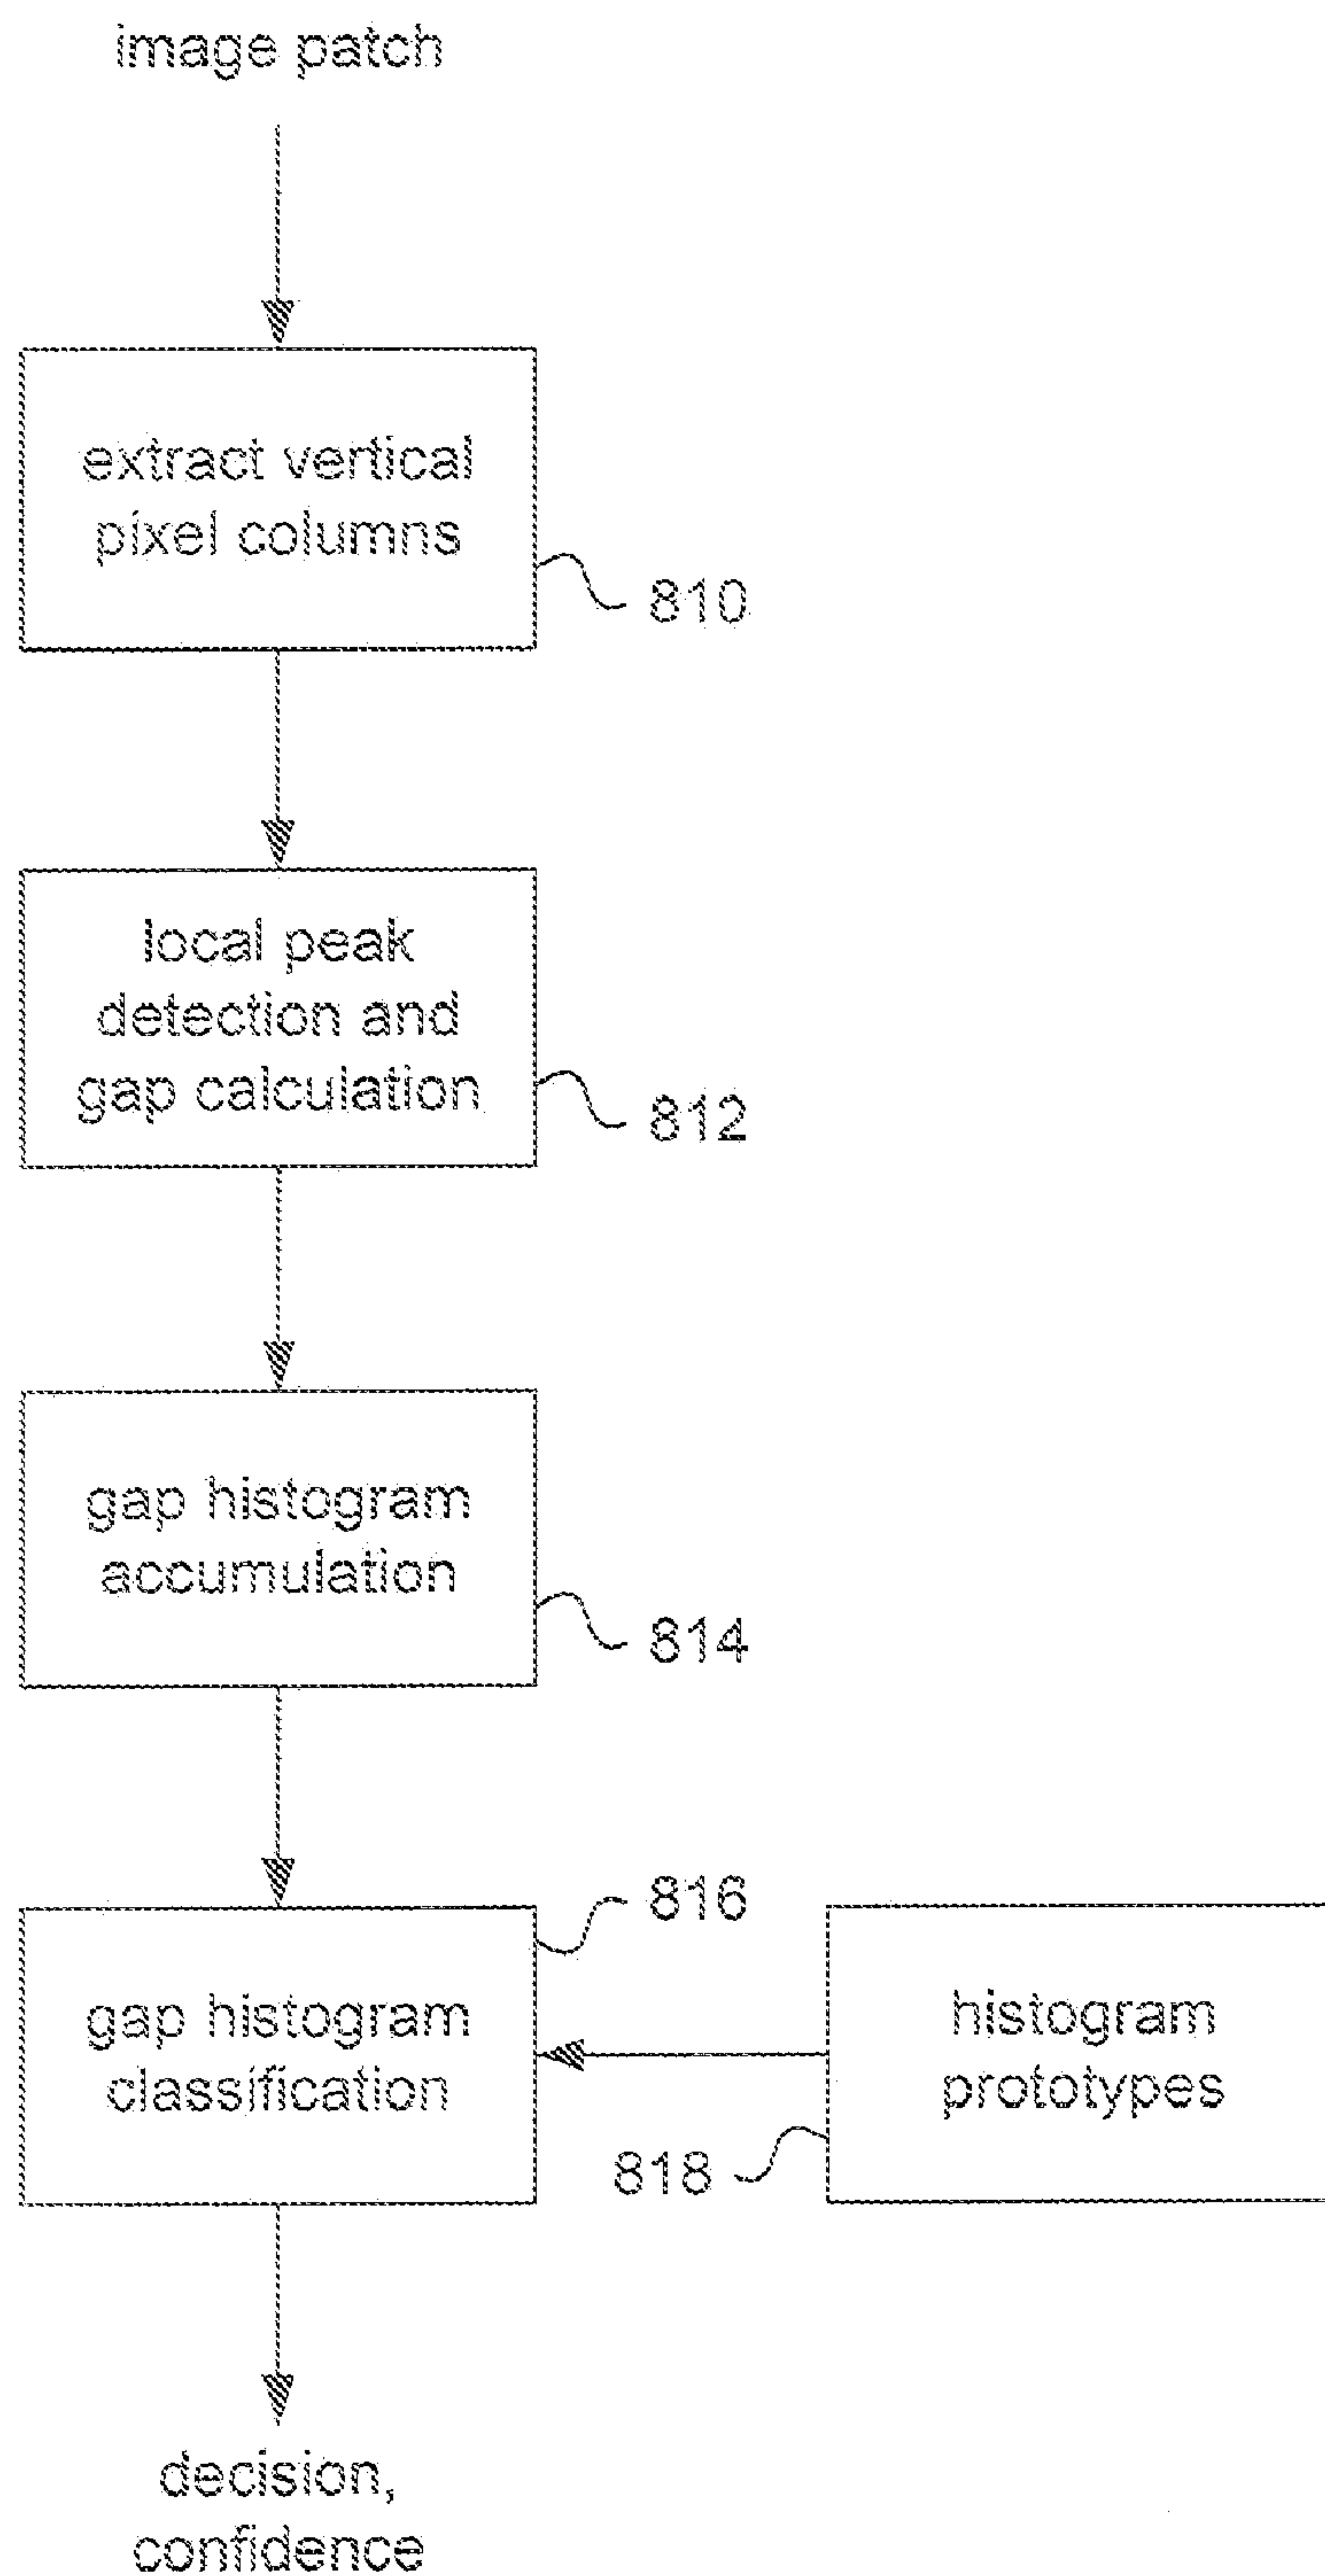 image patch
extract vertical
pixel columns
810
local peak
detection and
gap calculation
812
gap histogram
accumulation
814
816
gap histogram
classification
histogram
prototypes
818
decision,
confidence